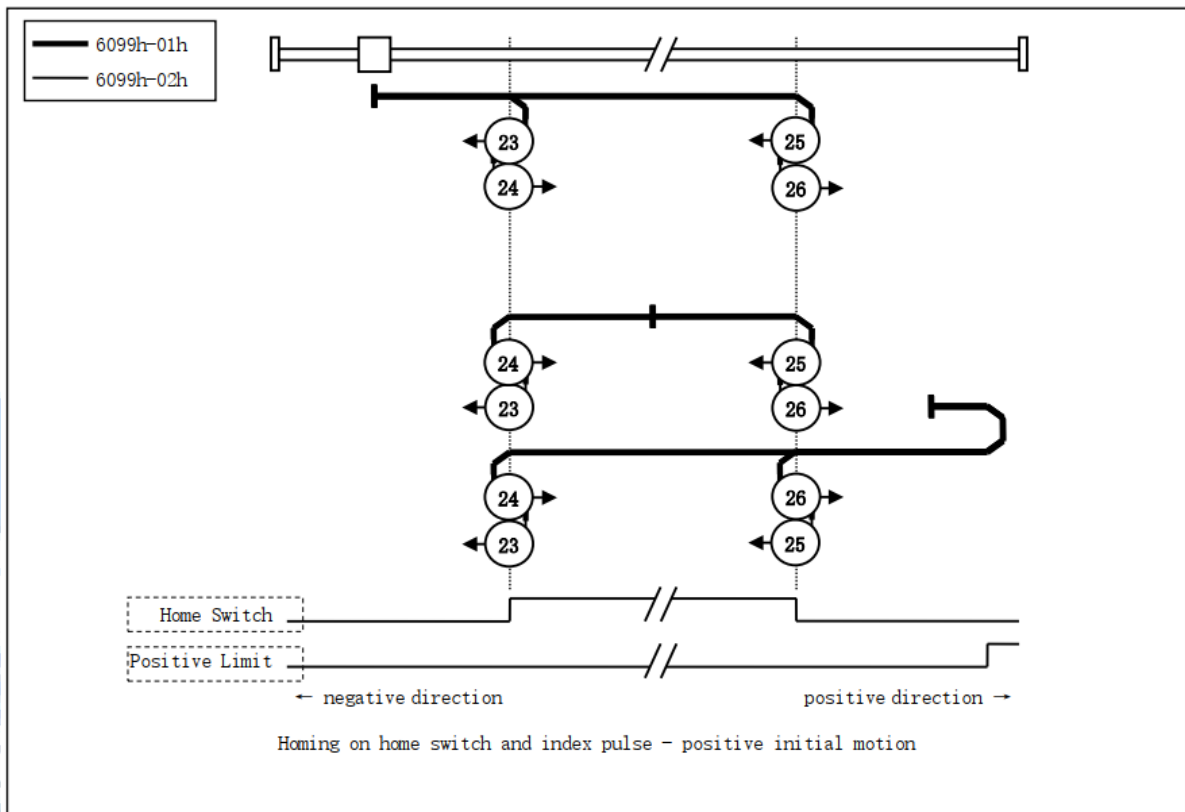 6099h-01h
6099h-02h
23
25
24
26
24
25
23
26
24
26
23
25
Home Switch
Positive Limit
← negative direction
positive direction →
Homing on home switch and index pulse - positive initial motion